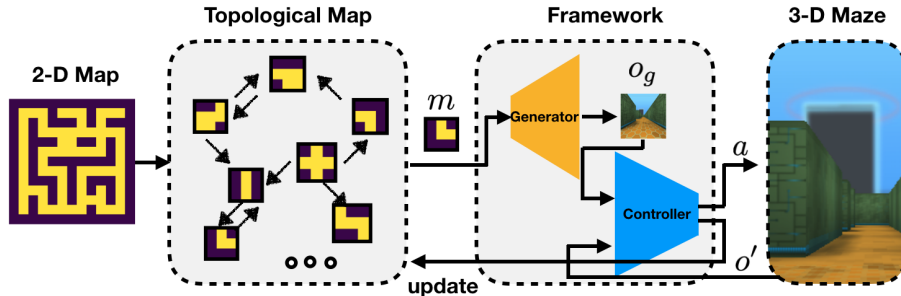 Topological Map
Framework
3-D Maze
2-D Map
m
Generator
o_g
Controller
a
o'
update